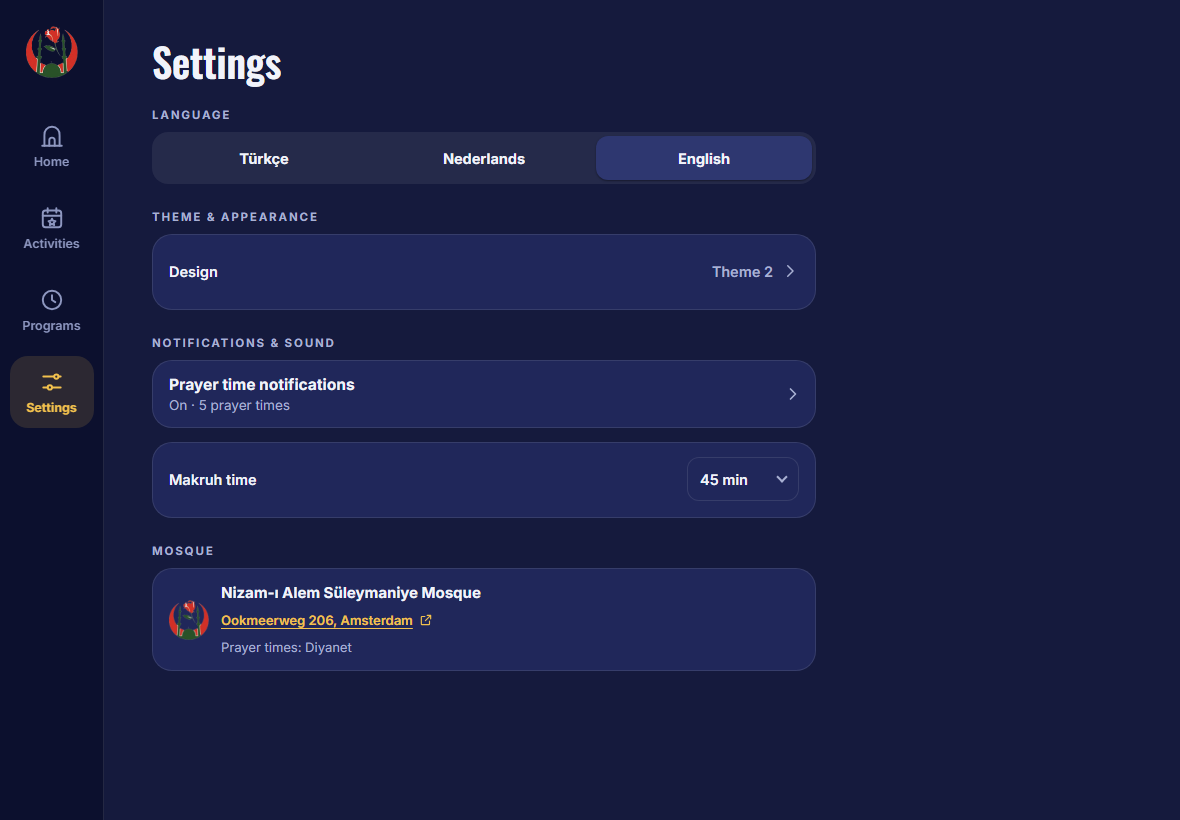 Settings
LANGUAGE
Türkçe
Nederlands
English
THEME & APPEARANCE
Design
Theme 2
NOTIFICATIONS & SOUND
Prayer time notifications
On · 5 prayer times
Makruh time
45 min
MOSQUE
Nizam-ı Alem Süleymaniye Mosque
Ookmeerweg 206, Amsterdam
Prayer times: Diyanet
Home
Activities
Programs
Settings